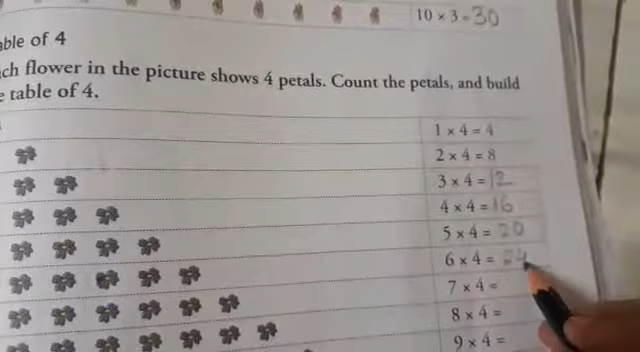 10 × 3 = 30
able of 4
ch flower in the picture shows 4 petals. Count the petals, and build
e table of 4.
1 × 4 = 4
2 × 4 = 8
3 × 4 = 12
4 × 4 = 16
5 × 4 = 20
6 × 4 = 24
7 × 4 =
8 × 4 =
9 × 4 =